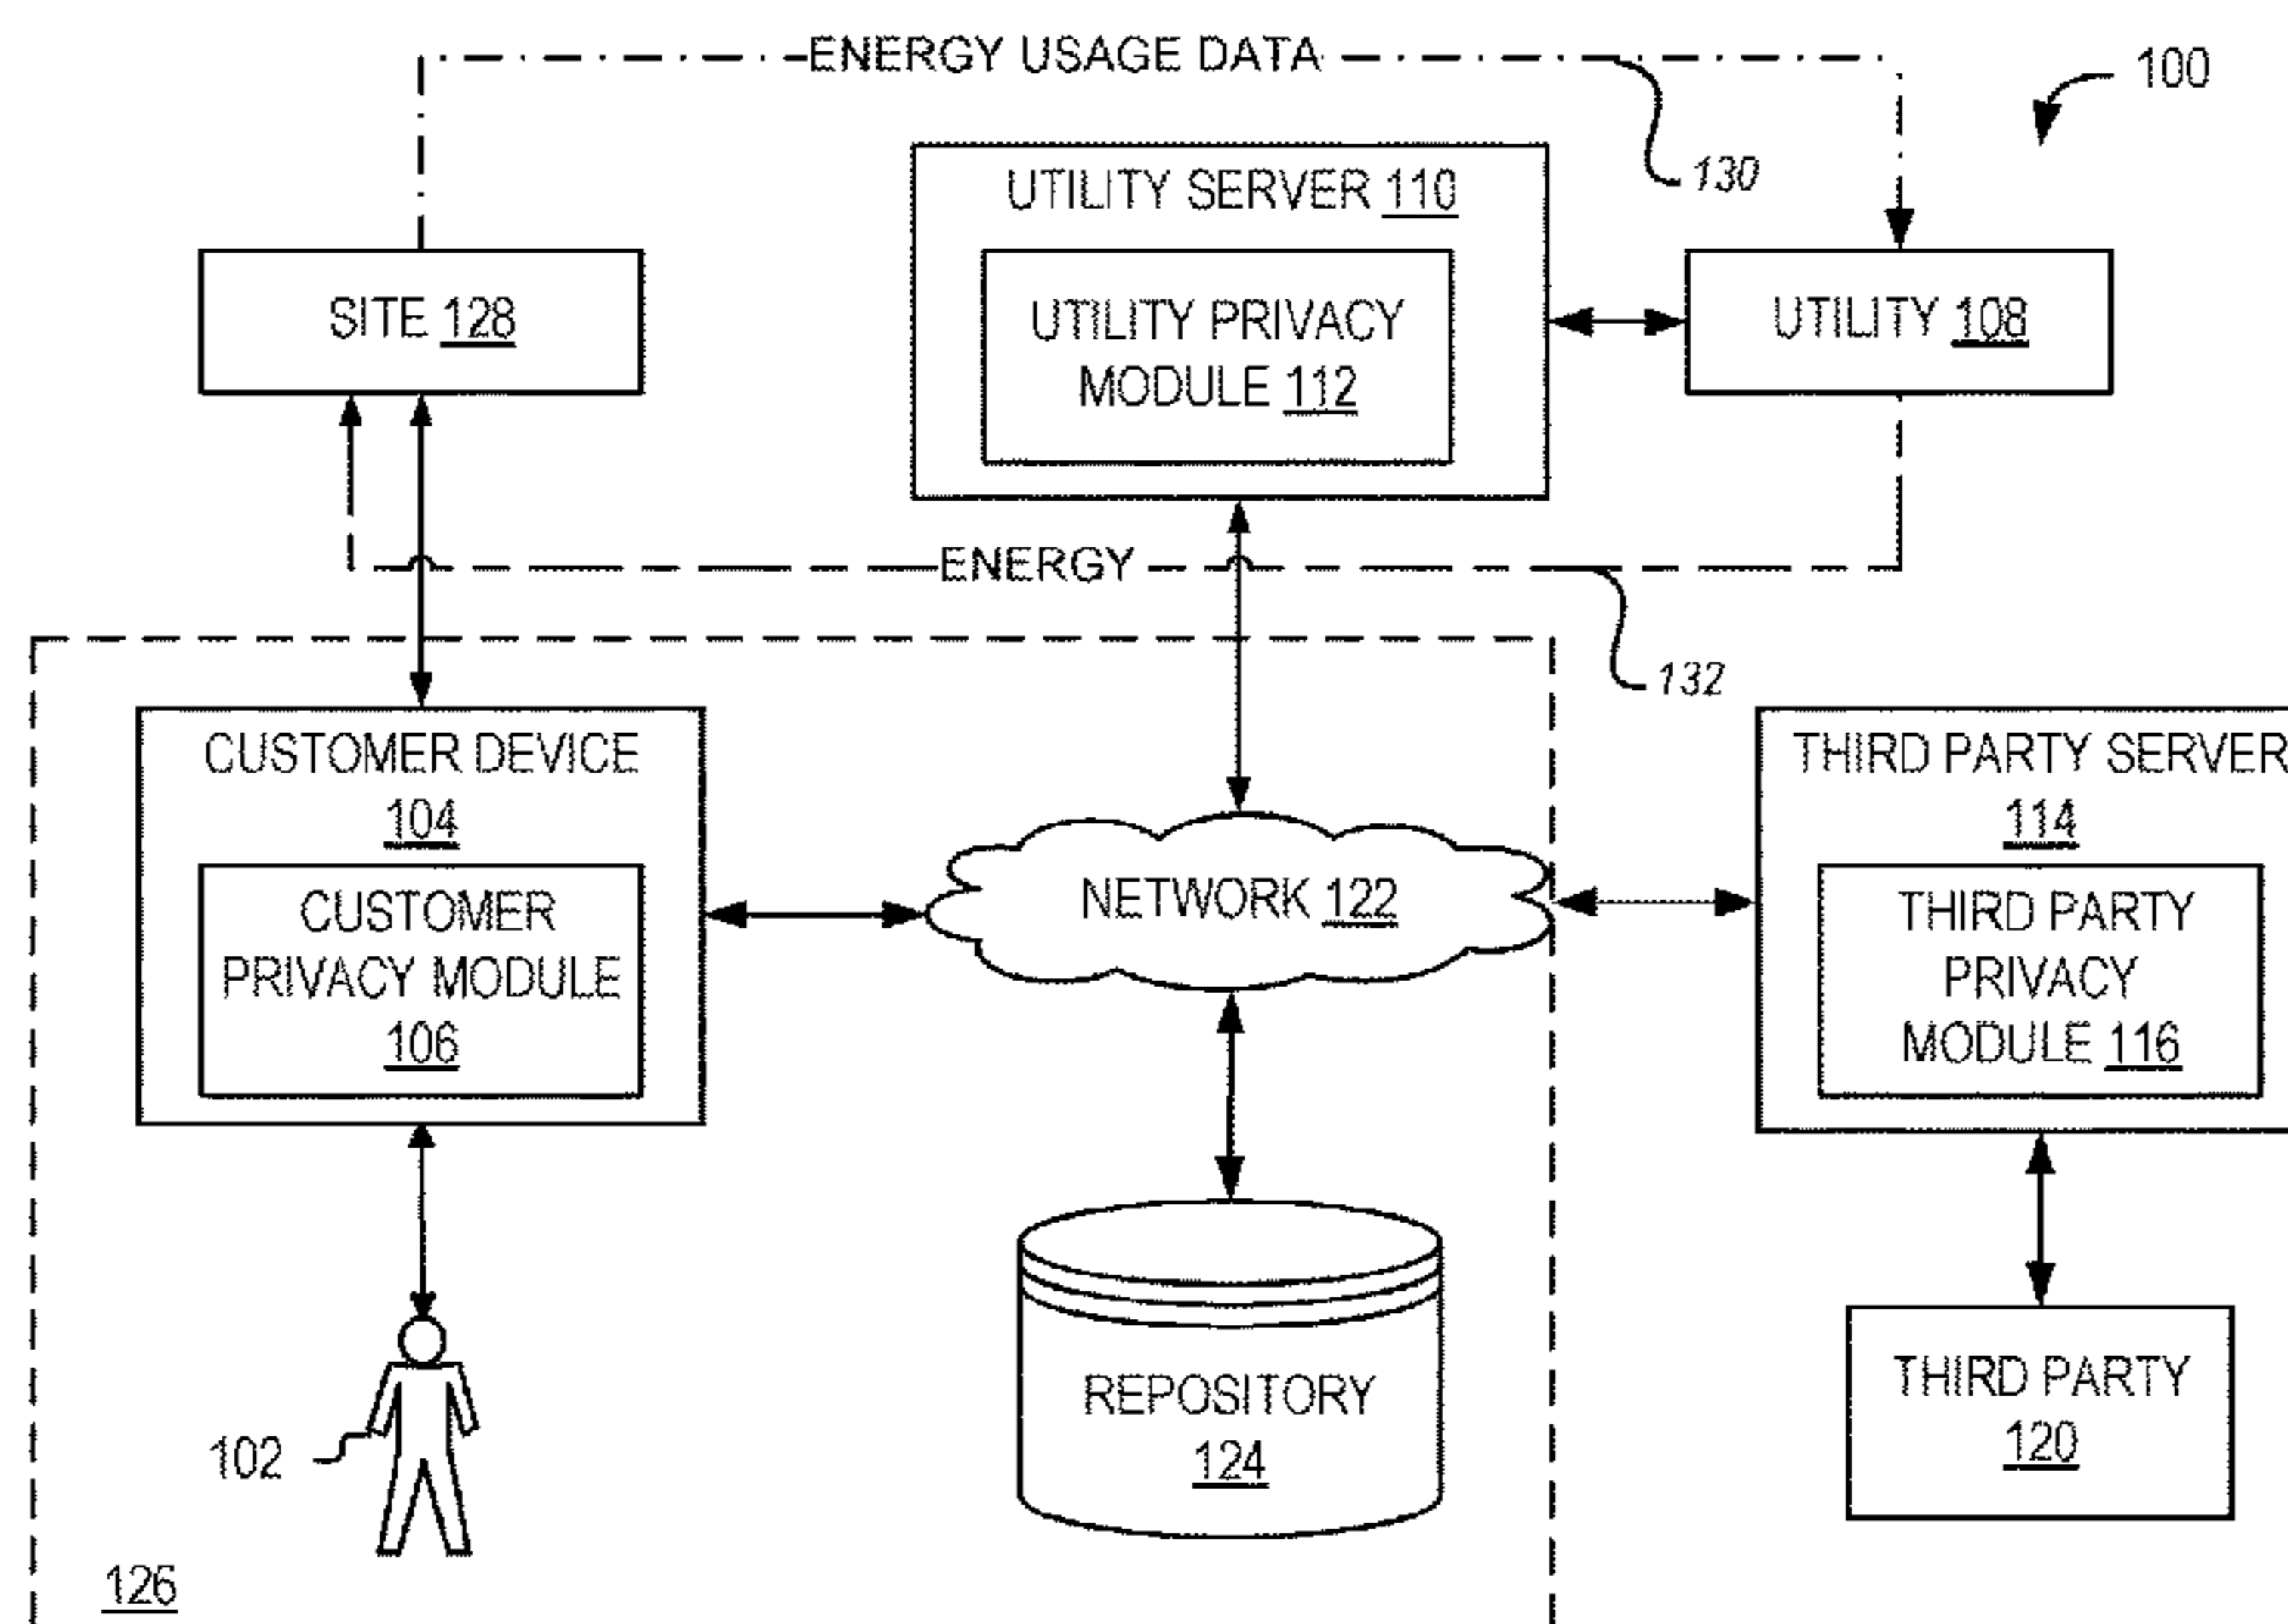 ENERGY USAGE DATA
100
130
UTILITY SERVER 110
UTILITY PRIVACY
MODULE 112
SITE 128
UTILITY 108
ENERGY
132
CUSTOMER DEVICE
104
CUSTOMER
PRIVACY MODULE
106
NETWORK 122
THIRD PARTY SERVER
114
THIRD PARTY
PRIVACY
MODULE 116
REPOSITORY
124
THIRD PARTY
120
102
126